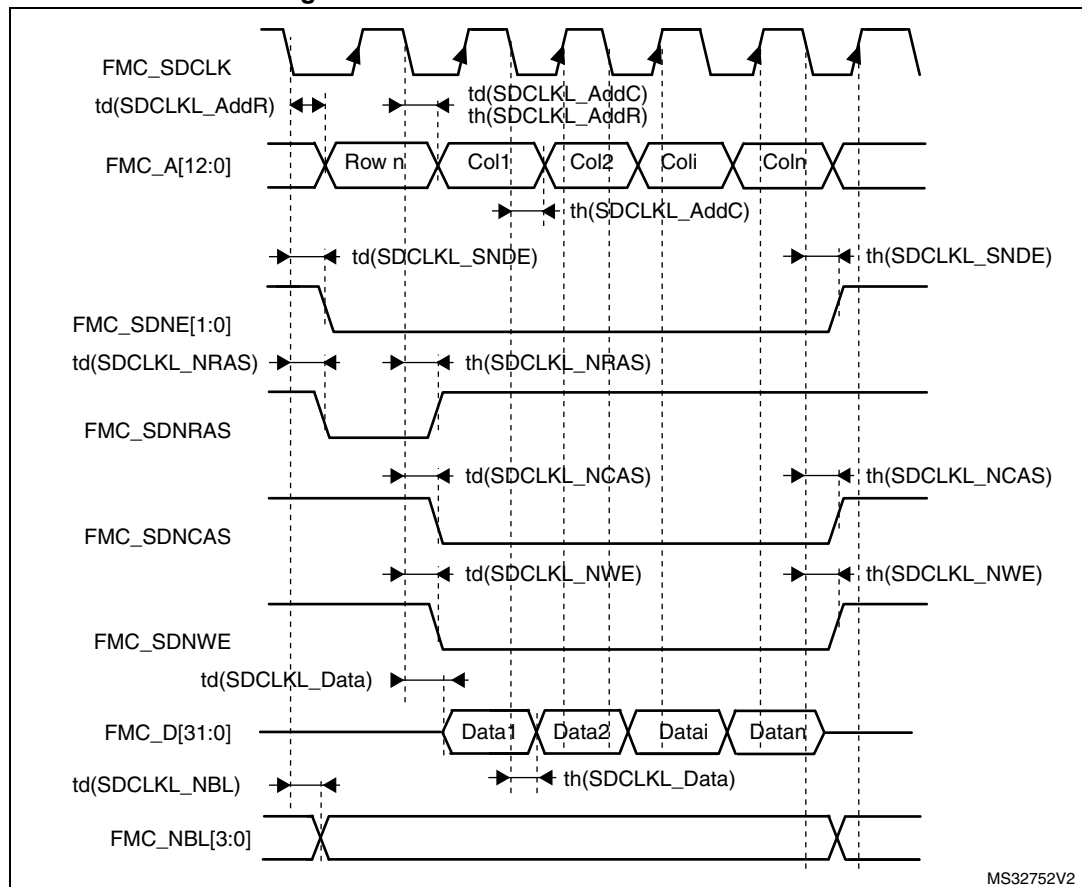 FMC_SDCLK
td(SDCLKL_AddR)
td(SDCLKL_AddC)
th(SDCLKL_AddR)
FMC_A[12:0]
Row n
Col1
Col2
Coli
Coln
th(SDCLKL_AddC)
td(SDCLKL_SNDE)
th(SDCLKL_SNDE)
FMC_SDNE[1:0]
td(SDCLKL_NRAS)
th(SDCLKL_NRAS)
FMC_SDNRAS
td(SDCLKL_NCAS)
th(SDCLKL_NCAS)
FMC_SDNCAS
td(SDCLKL_NWE)
th(SDCLKL_NWE)
FMC_SDNWE
td(SDCLKL_Data)
FMC_D[31:0]
Data1
Data2
Datai
Datan
td(SDCLKL_NBL)
th(SDCLKL_Data)
FMC_NBL[3:0]
MS32752V2